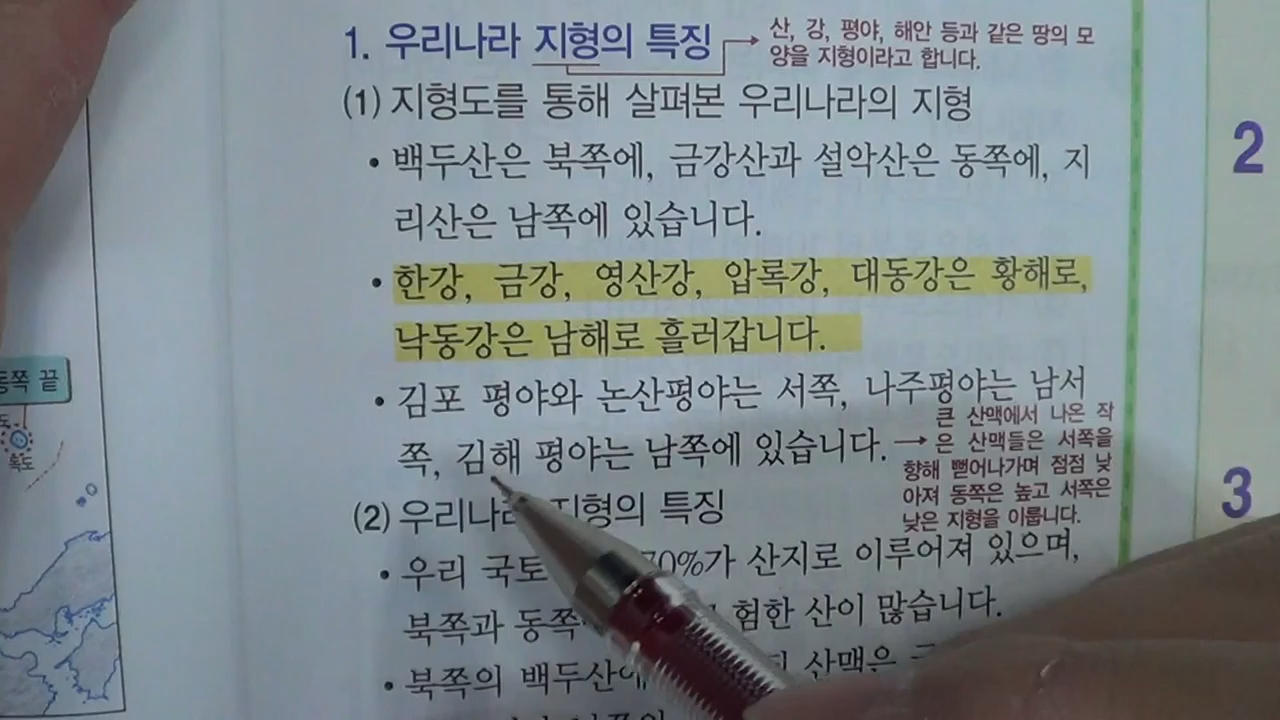 1. 우리나라 지형의 특징
산, 강, 평야, 해안 등과 같은 땅의 모
양을 지형이라고 합니다.
(1) 지형도를 통해 살펴본 우리나라의 지형
• 백두산은 북쪽에, 금강산과 설악산은 동쪽에, 지
리산은 남쪽에 있습니다.
• 한강, 금강, 영산강, 압록강, 대동강은 황해로,
낙동강은 남해로 흘러갑니다.
• 김포 평야와 논산평야는 서쪽, 나주평야는 남서
쪽, 김해 평야는 남쪽에 있습니다.
큰 산맥에서 나온 작
은 산맥들은 서쪽을
향해 뻗어나가며 점점 낮
아져 동쪽은 높고 서쪽은
낮은 지형을 이룹니다.
(2) 우리나라 지형의 특징
• 우리 국토 70%가 산지로 이루어져 있으며,
북쪽과 동쪽 험한 산이 많습니다.
• 북쪽의 백두산에 산맥은
동쪽 끝
독도
2
3